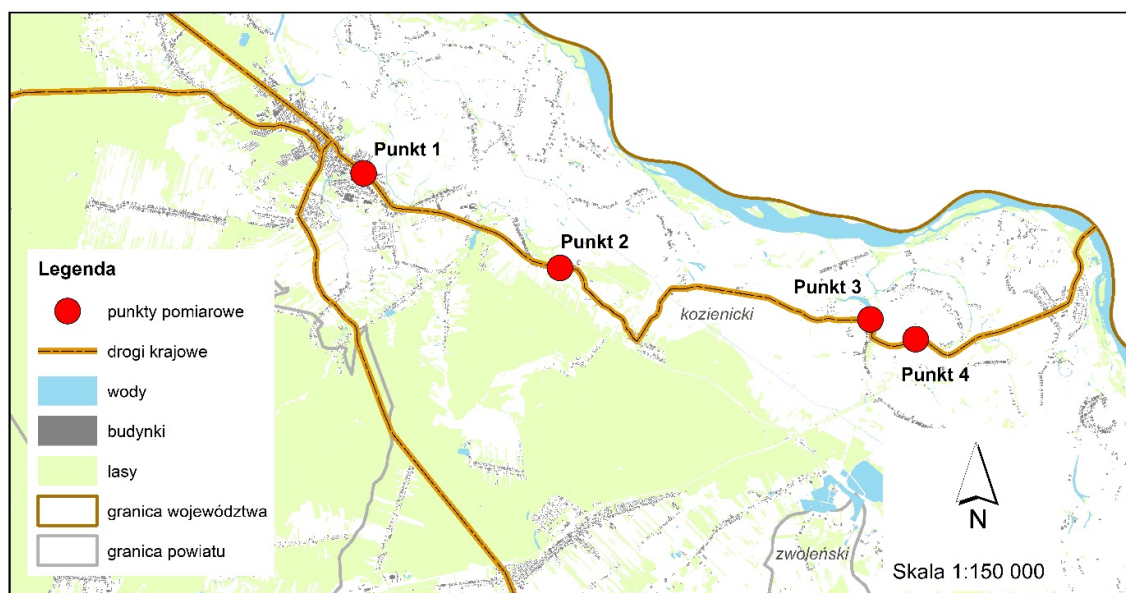 Punkt 1
Punkt 2
Punkt 3
kozienicki
Punkt 4
Legenda
punkty pomiarowe
drogi krajowe
wody
budynki
lasy
granica województwa
granica powiatu
N
zwoleński
Skala 1:150 000